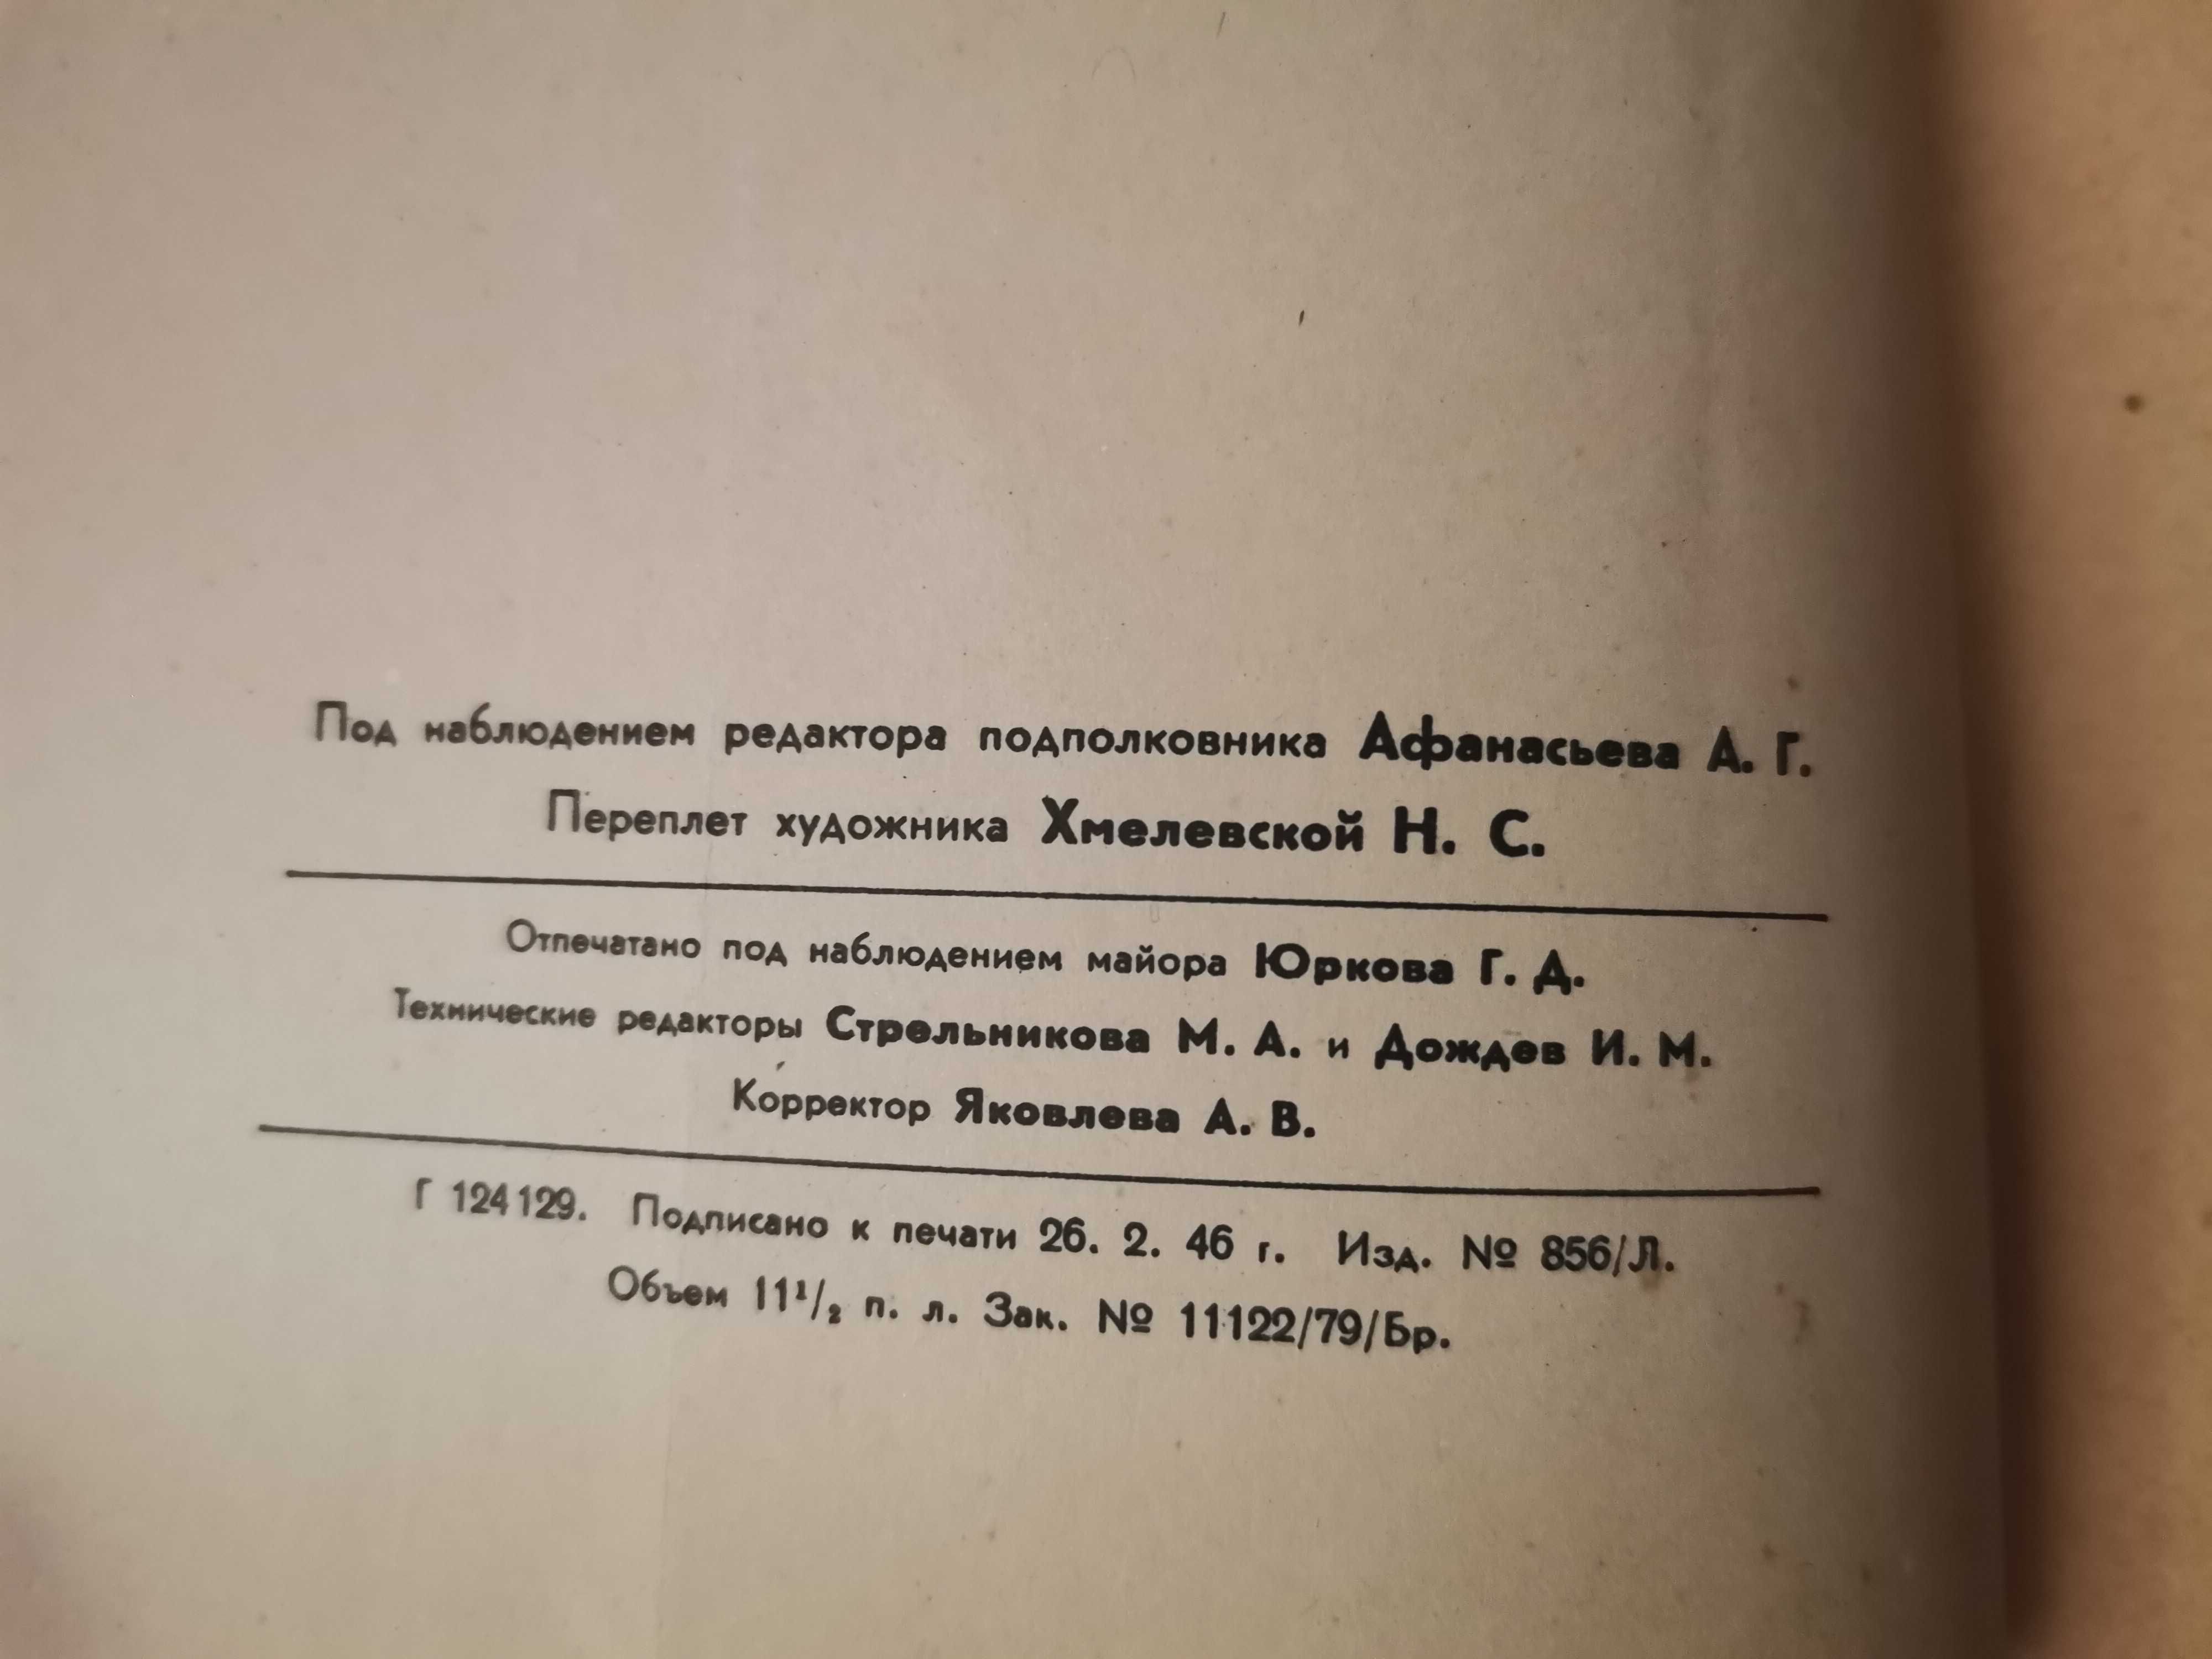 Под наблюдением редактора подполковника Афанасьева А. Г.
Переплет художника Хмелевской Н. С.
Отпечатано под наблюдением майора Юркова Г. Д.
Технические редакторы Стрельникова М. А. и Дождев И. М.
Корректор Яковлева А. В.
Г 124129. Подписано к печати 26. 2. 46 г. Изд. № 856/Л.
Объем 11¹/₂ п. л. Зак. № 11122/79/Бр.